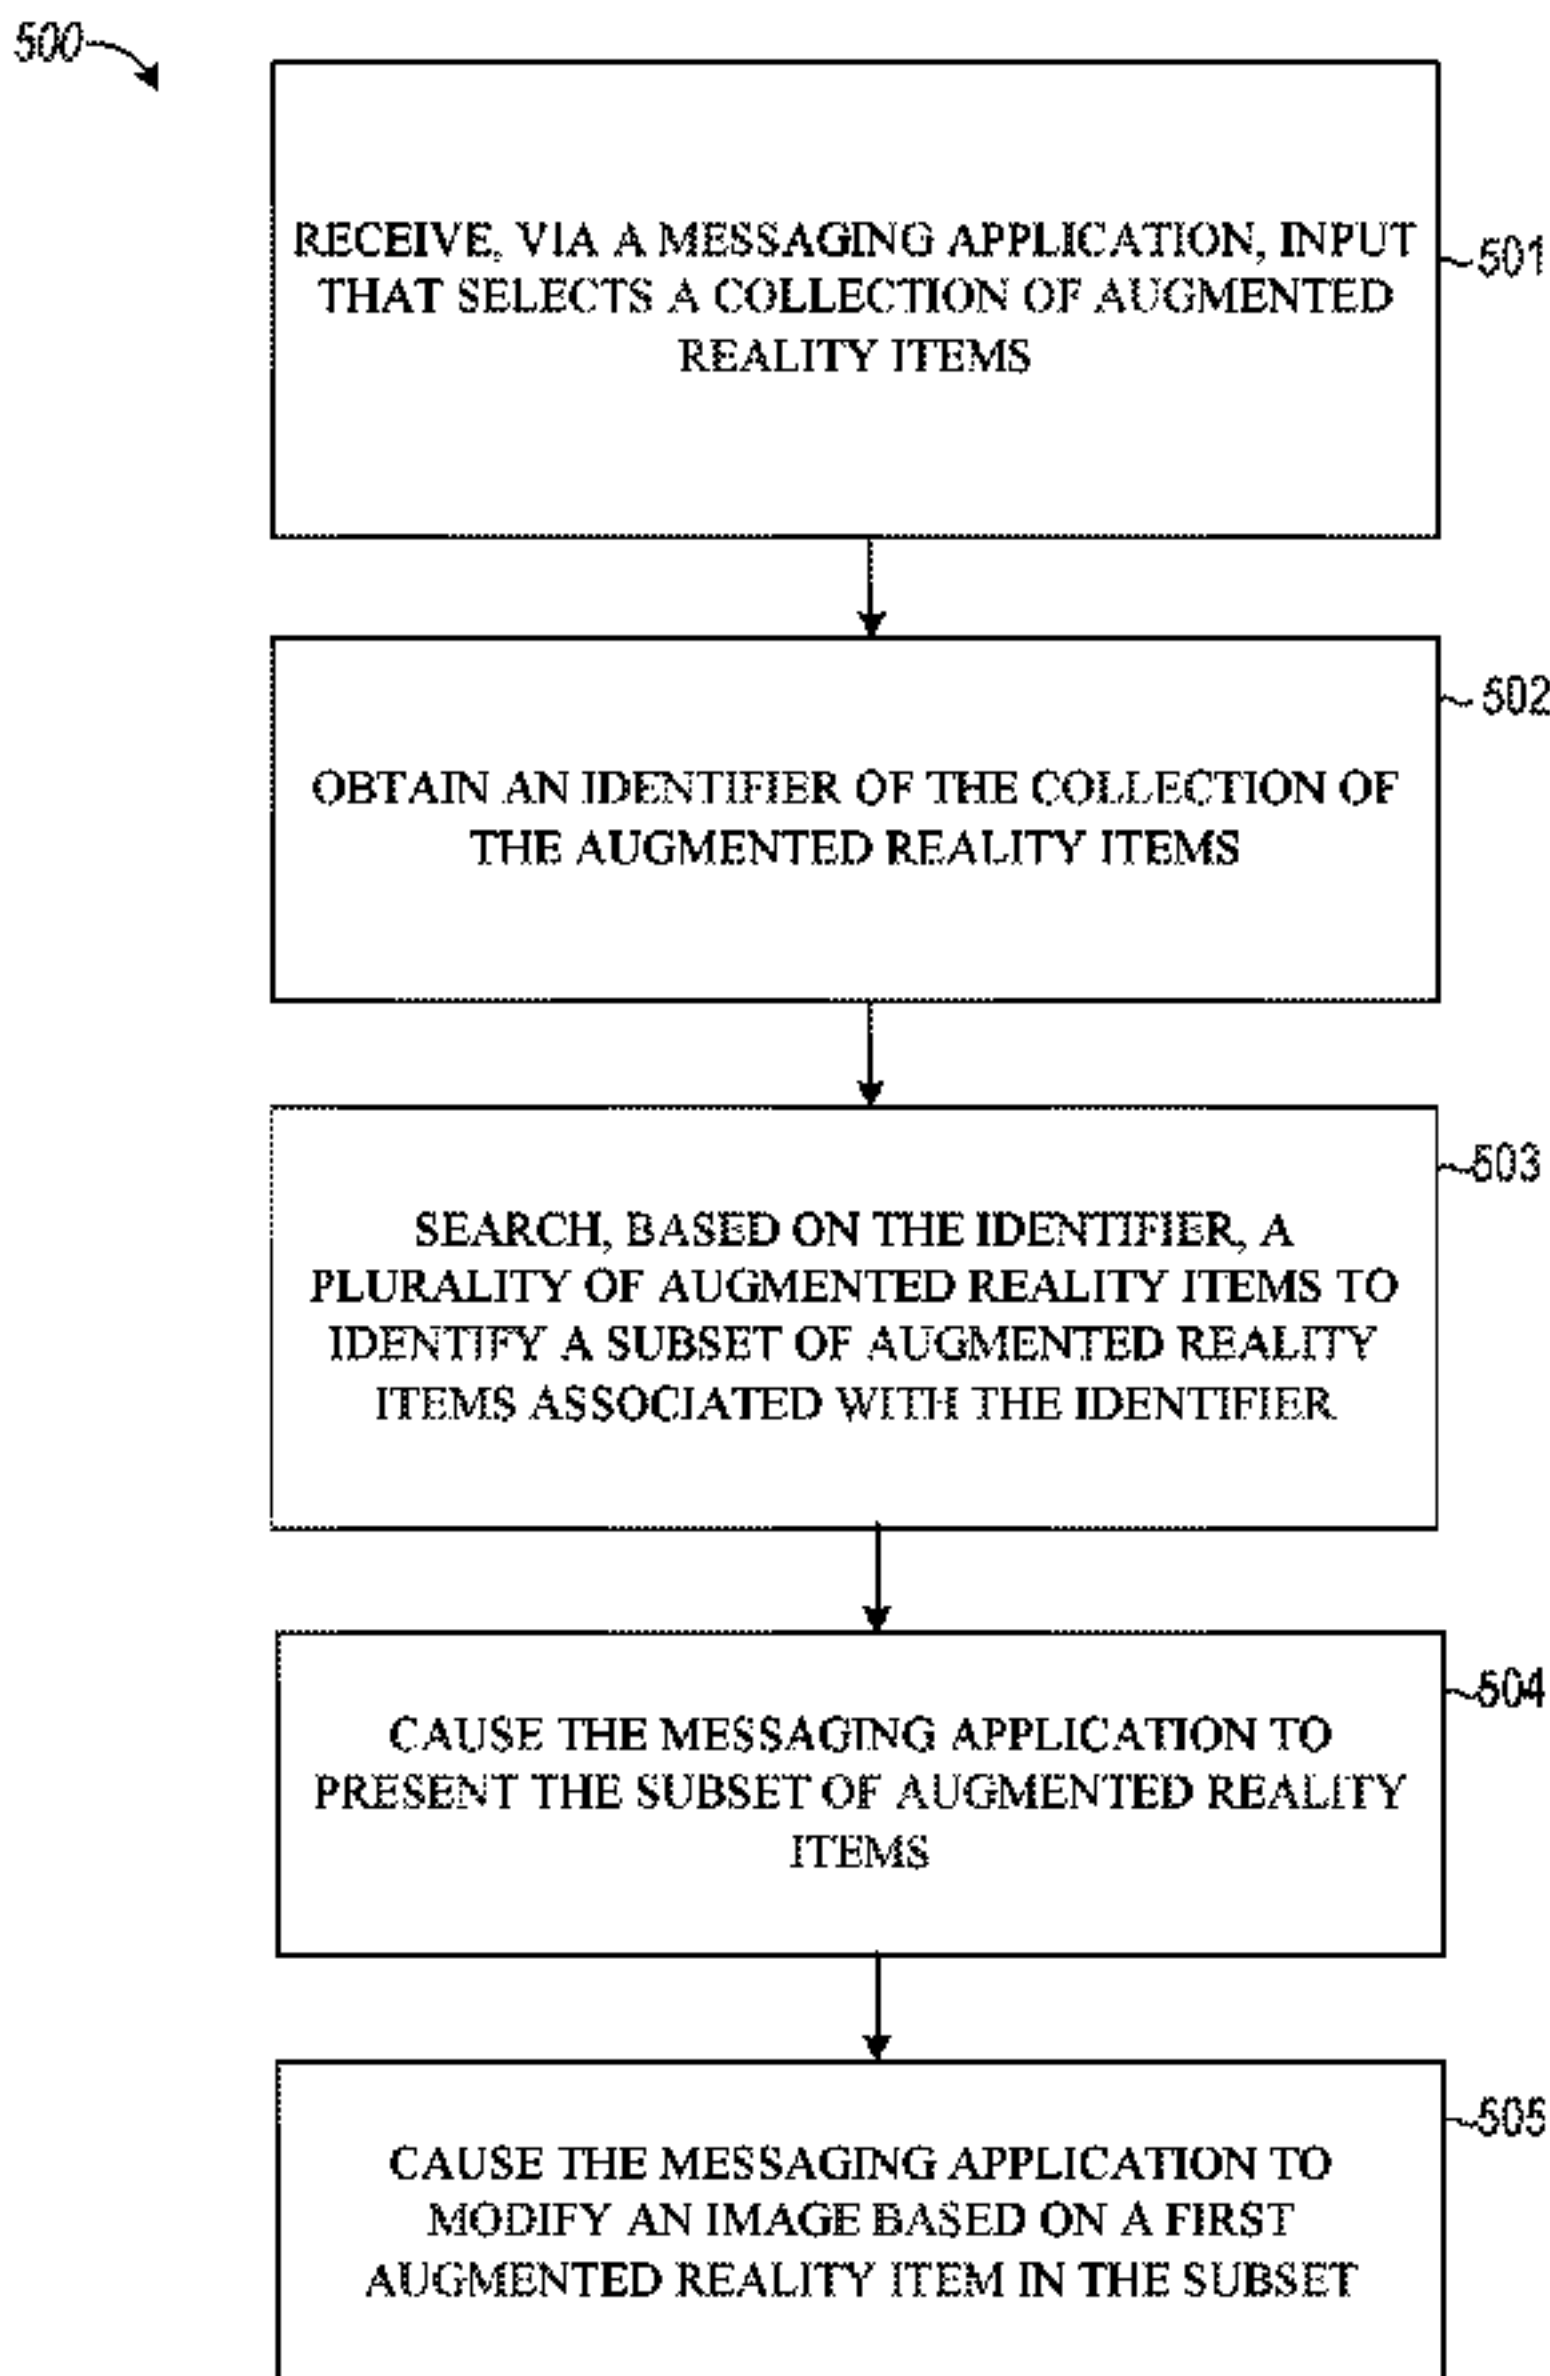 500
RECEIVE, VIA A MESSAGING APPLICATION, INPUT
THAT SELECTS A COLLECTION OF AUGMENTED
REALITY ITEMS
501
OBTAIN AN IDENTIFIER OF THE COLLECTION OF
THE AUGMENTED REALITY ITEMS
502
SEARCH, BASED ON THE IDENTIFIER, A
PLURALITY OF AUGMENTED REALITY ITEMS TO
IDENTIFY A SUBSET OF AUGMENTED REALITY
ITEMS ASSOCIATED WITH THE IDENTIFIER
503
CAUSE THE MESSAGING APPLICATION TO
PRESENT THE SUBSET OF AUGMENTED REALITY
ITEMS
504
CAUSE THE MESSAGING APPLICATION TO
MODIFY AN IMAGE BASED ON A FIRST
AUGMENTED REALITY ITEM IN THE SUBSET
505